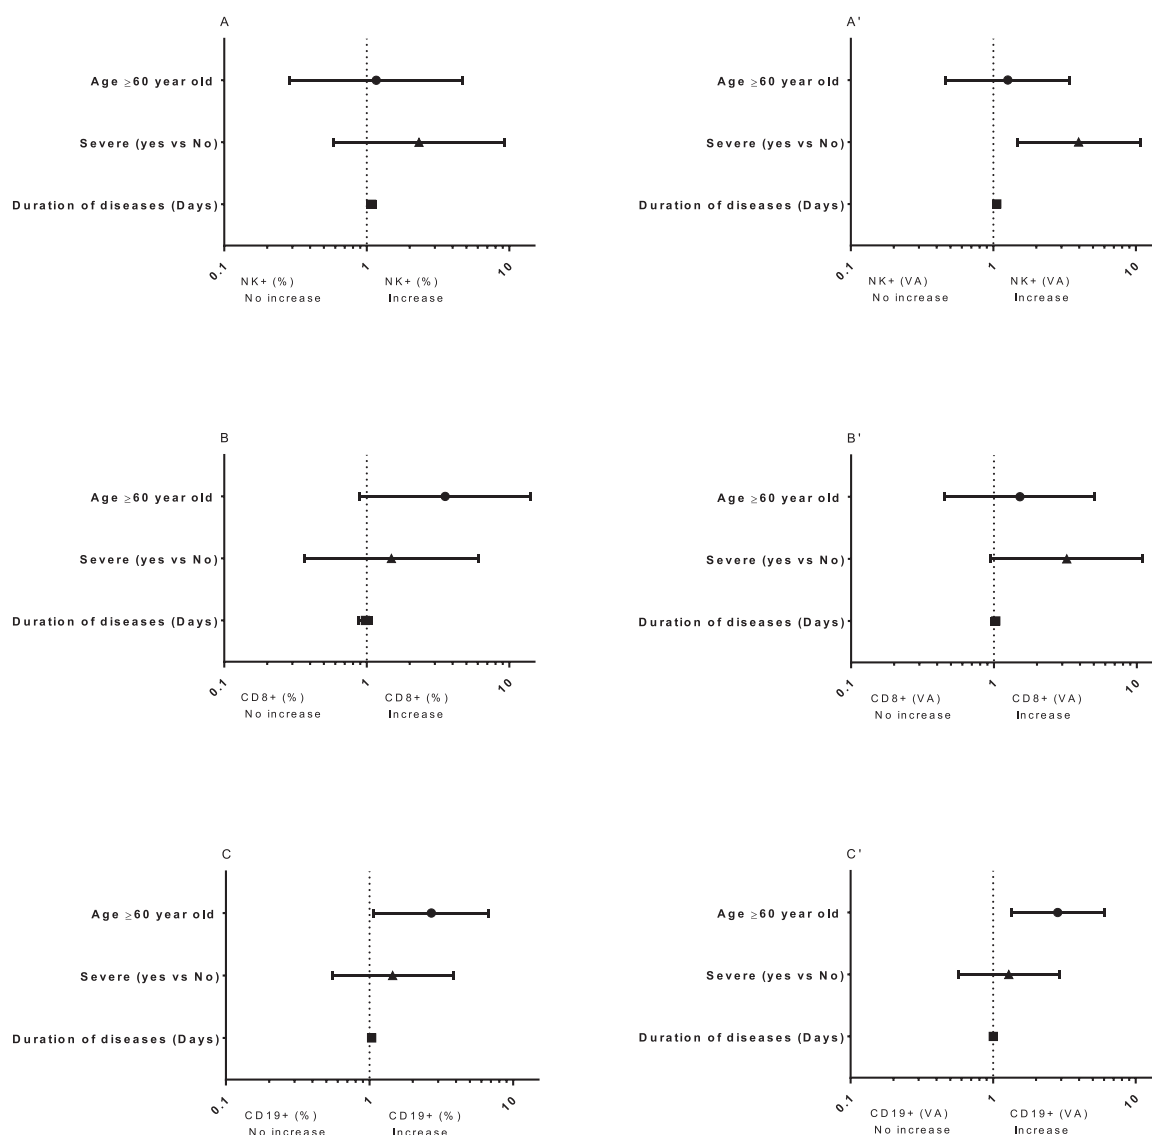 A
Age ≥60 year old
Severe (yes vs No)
Duration of diseases (Days)
0.1
1
10
NK+ (%)
No increase
NK+ (%)
Increase
A'
Age ≥60 year old
Severe (yes vs No)
Duration of diseases (Days)
0.1
1
10
NK+ (VA)
No increase
NK+ (VA)
Increase
B
Age ≥60 year old
Severe (yes vs No)
Duration of diseases (Days)
0.1
1
10
CD8+ (%)
No increase
CD8+ (%)
Increase
B'
Age ≥60 year old
Severe (yes vs No)
Duration of diseases (Days)
0.1
1
10
CD8+ (VA)
No increase
CD8+ (VA)
Increase
C
Age ≥60 year old
Severe (yes vs No)
Duration of diseases (Days)
0.1
1
10
CD19+ (%)
No increase
CD19+ (%)
Increase
C'
Age ≥60 year old
Severe (yes vs No)
Duration of diseases (Days)
0.1
1
10
CD19+ (VA)
No increase
CD19+ (VA)
Increase